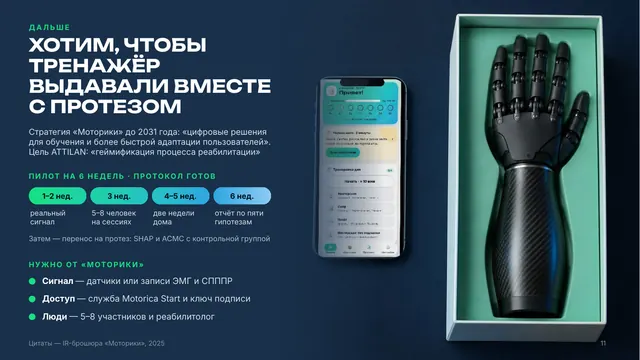 ДАЛЬШЕ
ХОТИМ, ЧТОБЫ
ТРЕНАЖЁР
ВЫДАВАЛИ ВМЕСТЕ
С ПРОТЕЗОМ
Стратегия «Моторики» до 2031 года: «цифровые решения
для обучения и более быстрой адаптации пользователей».
Цель ATTILAN: «геймификация процесса реабилитации»
ПИЛОТ НА 6 НЕДЕЛЬ · ПРОТОКОЛ ГОТОВ
1–2 нед. 3 нед. 4–5 нед. 6 нед.
реальный 5–8 человек две недели отчёт по пяти
сигнал на сессиях дома гипотезам
Затем — перенос на протез: SHAP и ACMC с контрольной группой
НУЖНО ОТ «МОТОРИКИ»
Сигнал — датчики или записи ЭМГ и СПППР
Доступ — служба Motorica Start и ключ подписи
Люди — 5–8 участников и реабилитолог
Цитаты — IR-брошюра «Моторики», 2025
11
Привет!